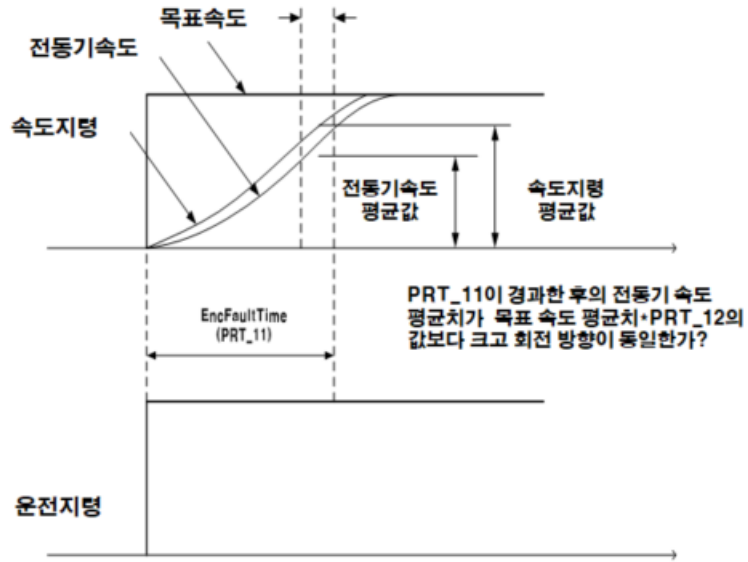 목표속도
전동기속도
속도지령
전동기속도
평균값
속도지령
평균값
EncFaultTime
(PRT_11)
PRT_11이 경과한 후의 전동기 속도
평균치가 목표 속도 평균치*PRT_12의
값보다 크고 회전 방향이 동일한가?
운전지령